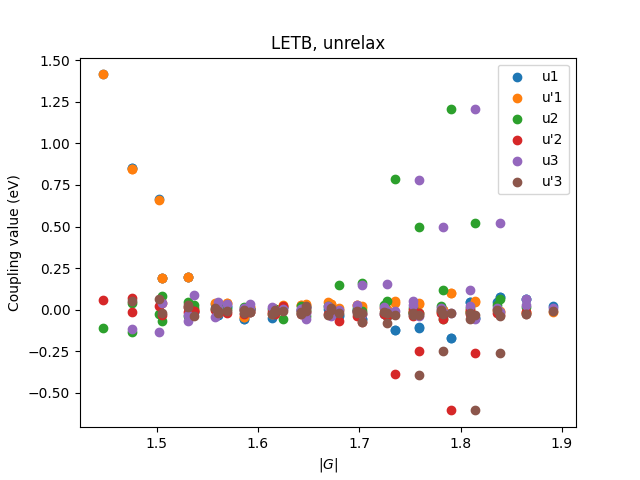 LETB, unrelax
Coupling value (eV)
1.50
1.25
1.00
0.75
0.50
0.25
0.00
−0.25
−0.50
1.5
1.6
1.7
1.8
1.9
|G|
u1
u'1
u2
u'2
u3
u'3